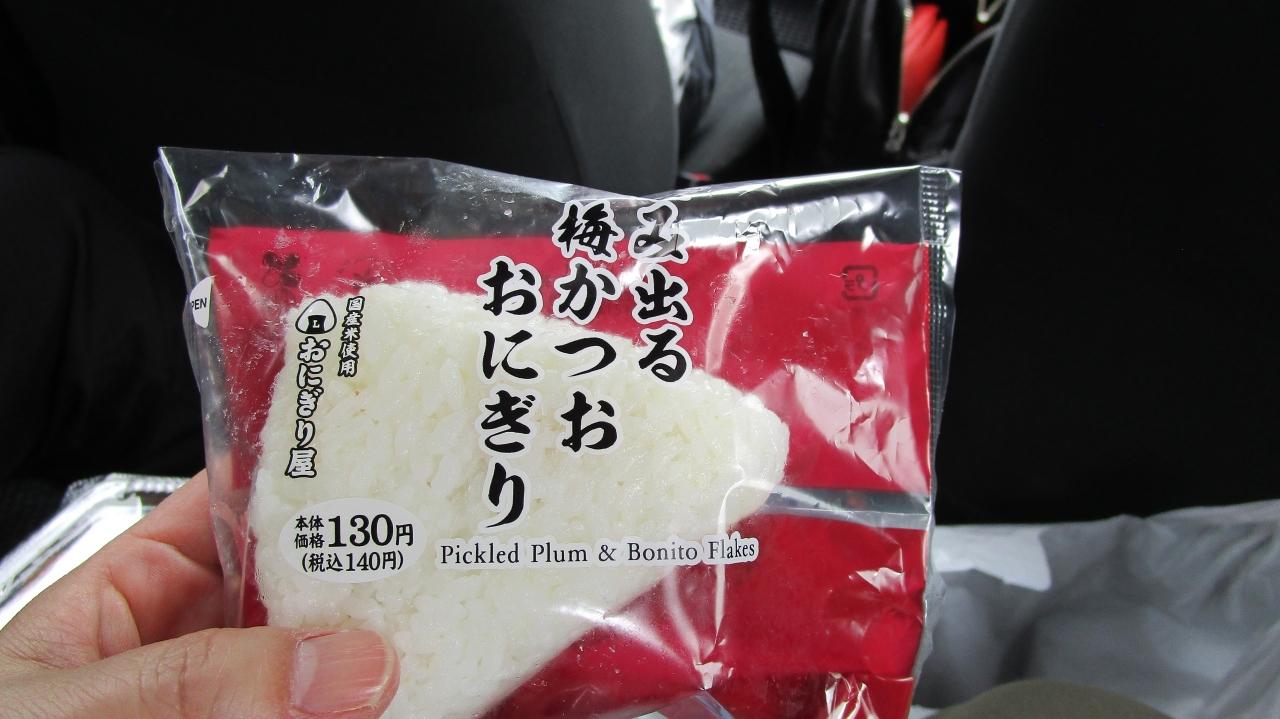 出る
梅かつお
おにぎり
国産米使用
L
おにぎり屋
本体
価格130円
(税込140円)
Pickled Plum & Bonito Flakes
PEN